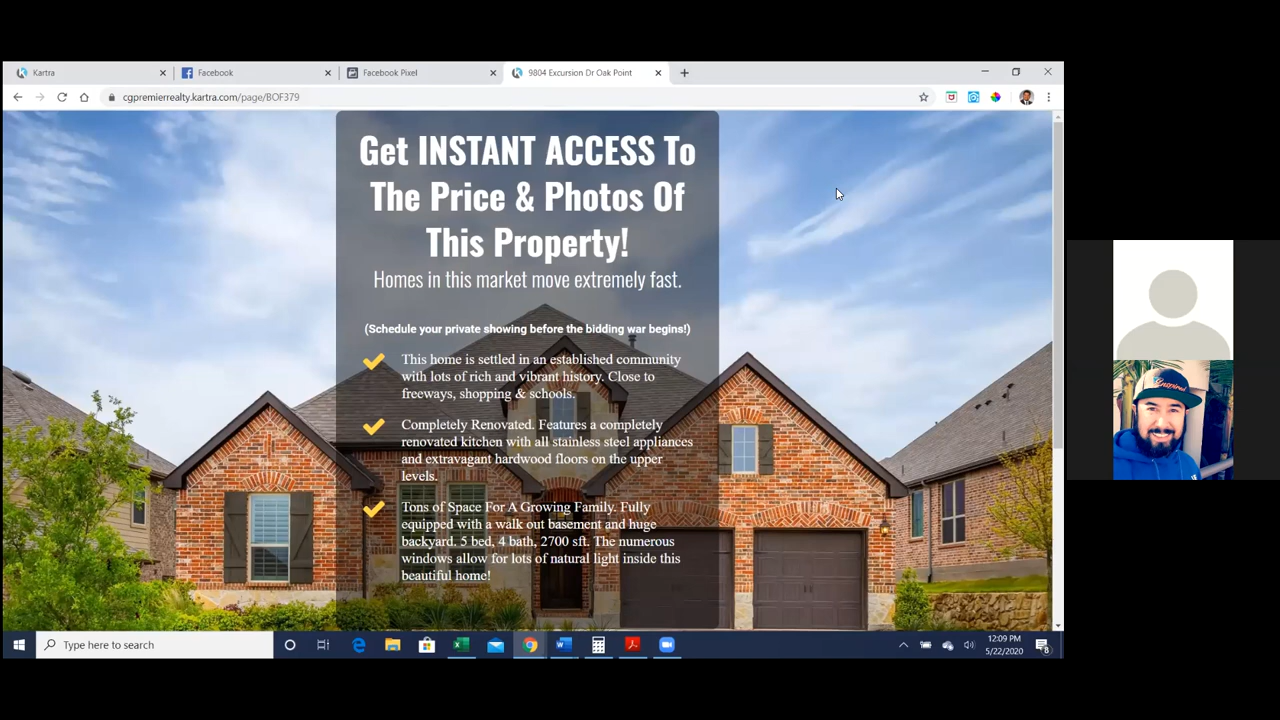 Kartra
Facebook
Facebook Pixel
9804 Excursion Dr Oak Point
cgpremierrealty.kartra.com/page/BOF379
Get INSTANT ACCESS To
The Price & Photos Of
This Property!
Homes in this market move extremely fast.
(Schedule your private showing before the bidding war begins!)
This home is settled in an established community
with lots of rich and vibrant history. Close to
freeways, shopping & schools.
Completely Renovated. Features a completely
renovated kitchen with all stainless steel appliances
and extravagant hardwood floors on the upper
levels.
Tons of Space For A Growing Family. Fully
equipped with a walk out basement and huge
backyard. 5 bed, 4 bath, 2700 sft. The numerous
windows allow for lots of natural light inside this
beautiful home!
Inspired
Type here to search
12:09 PM
5/22/2020
8